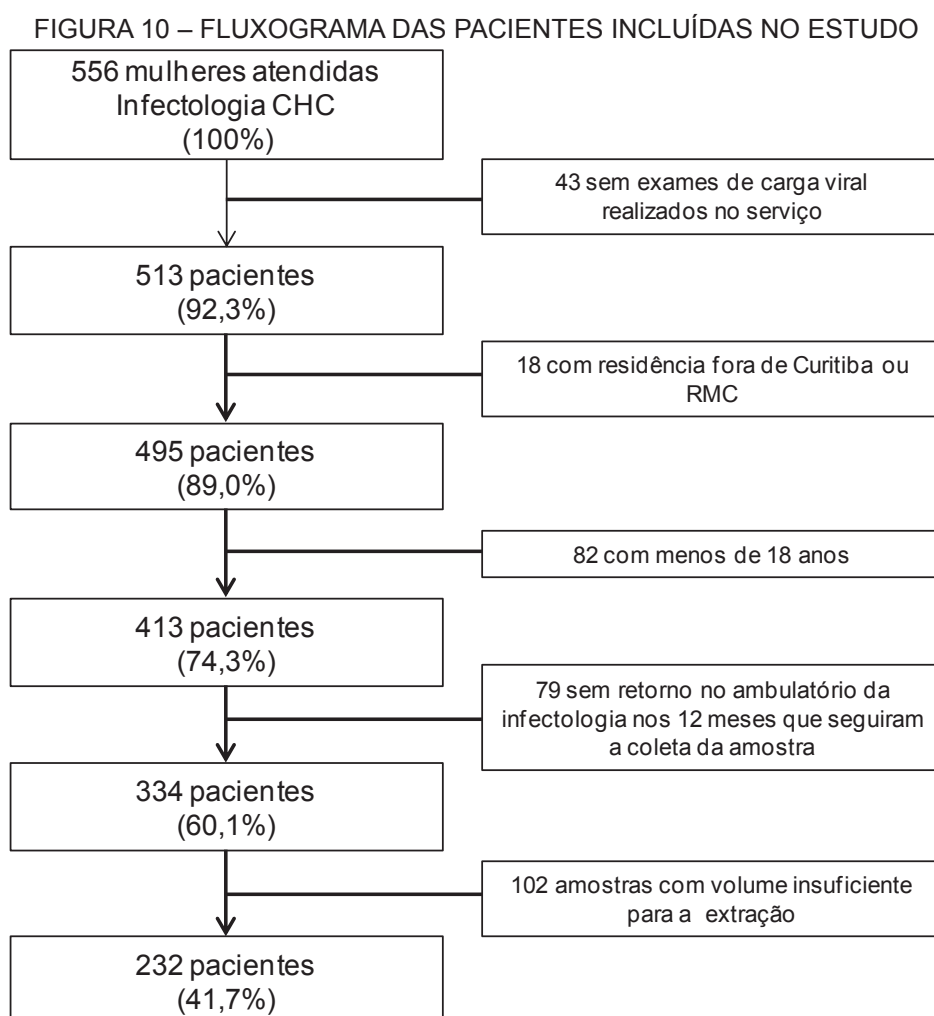 FIGURA 10 – FLUXOGRAMA DAS PACIENTES INCLUÍDAS NO ESTUDO
556 mulheres atendidas
Infectologia CHC
(100%)
43 sem exames de carga viral
realizados no serviço
513 pacientes
(92,3%)
18 com residência fora de Curitiba ou
RMC
495 pacientes
(89,0%)
82 com menos de 18 anos
413 pacientes
(74,3%)
79 sem retorno no ambulatório da
infectologia nos 12 meses que seguiram
a coleta da amostra
334 pacientes
(60,1%)
102 amostras com volume insuficiente
para a extração
232 pacientes
(41,7%)